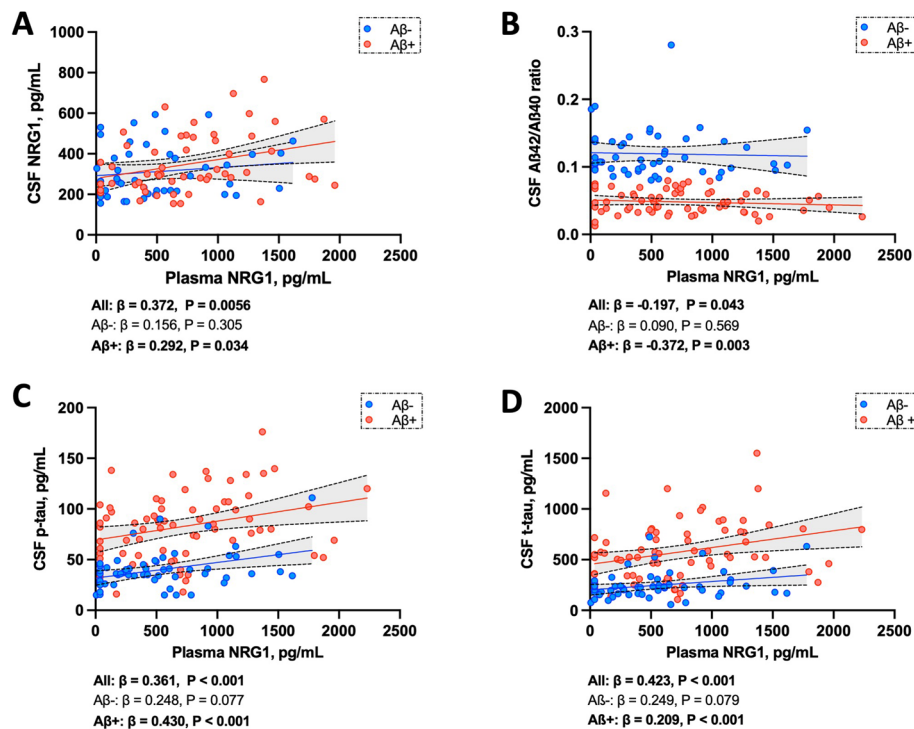 A
CSF NRG1, pg/mL
1000
800
600
400
200
0
0 500 1000 1500 2000 2500
Plasma NRG1, pg/mL
Aβ-
Aβ+
All: β = 0.372, P = 0.0056
Aβ-: β = 0.156, P = 0.305
Aβ+: β = 0.292, P = 0.034
B
CSF Aβ42/Aβ40 ratio
0.3
0.2
0.1
0.0
0 500 1000 1500 2000 2500
Plasma NRG1, pg/mL
Aβ-
Aβ+
All: β = -0.197, P = 0.043
Aβ-: β = 0.090, P = 0.569
Aβ+: β = -0.372, P = 0.003
C
CSF p-tau, pg/mL
200
150
100
50
0
0 500 1000 1500 2000 2500
Plasma NRG1, pg/mL
Aβ-
Aβ+
All: β = 0.361, P < 0.001
Aβ-: β = 0.248, P = 0.077
Aβ+: β = 0.430, P < 0.001
D
CSF t-tau, pg/mL
2000
1500
1000
500
0
0 500 1000 1500 2000 2500
Plasma NRG1, pg/mL
Aβ-
Aβ +
All: β = 0.423, P < 0.001
Aß-: β = 0.249, P = 0.079
Aß+: β = 0.209, P < 0.001